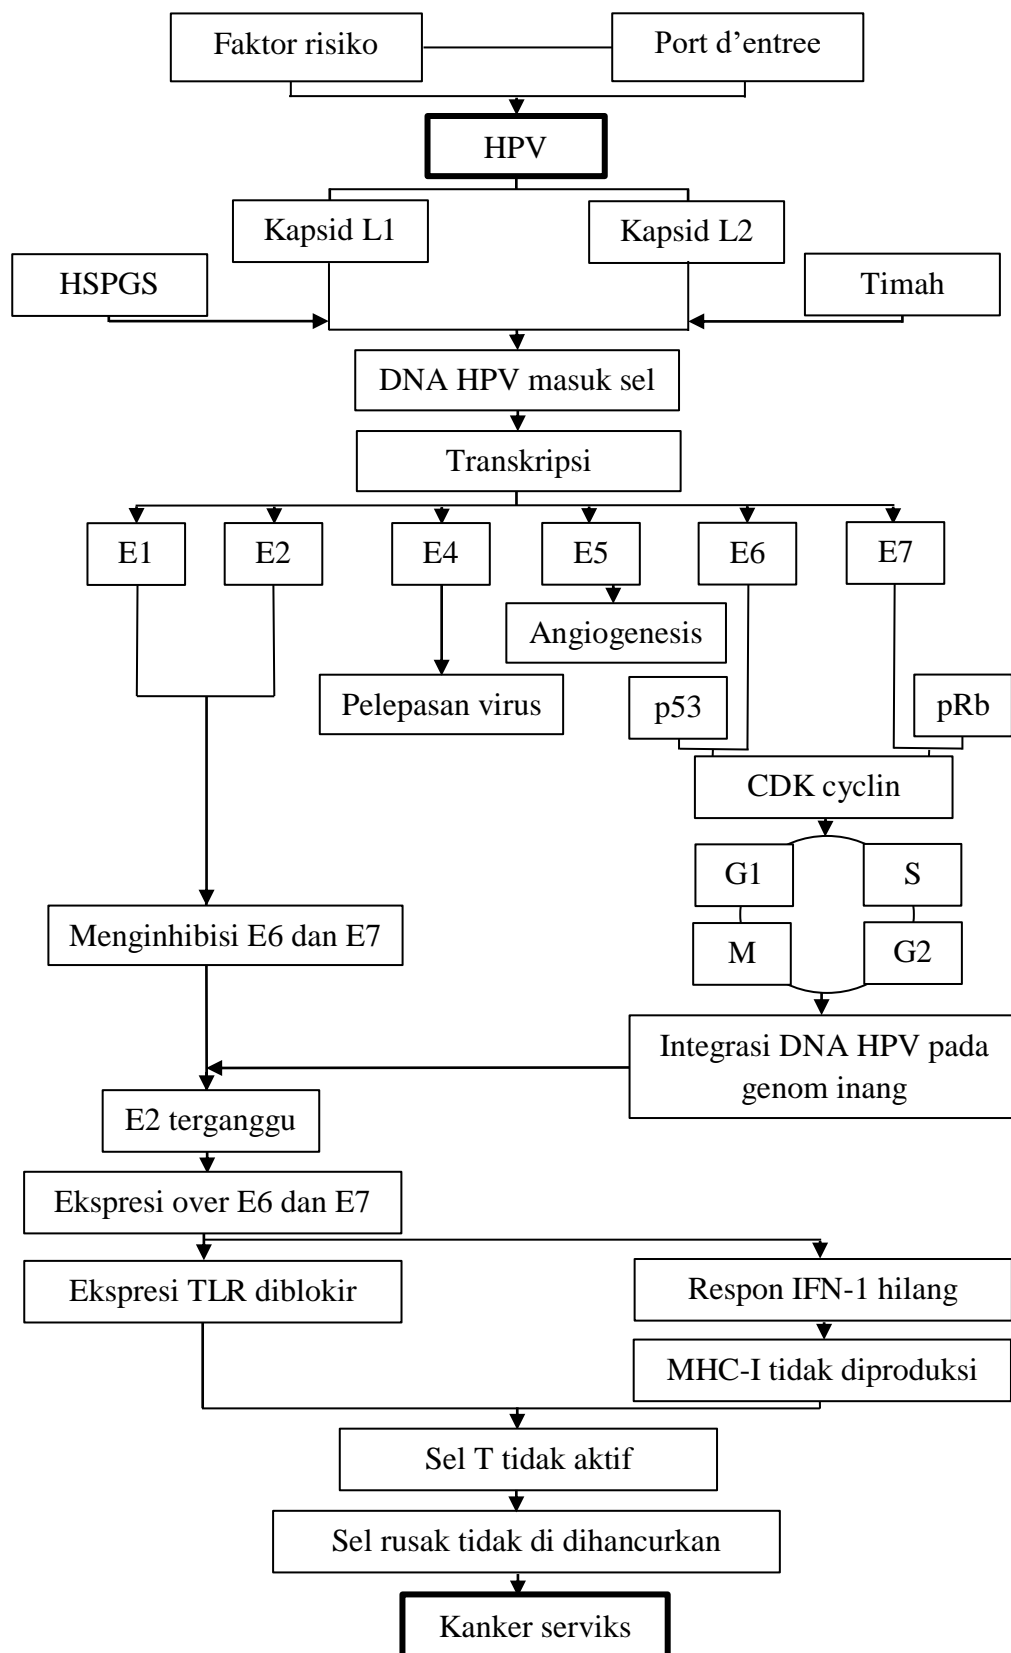 Faktor risiko
Port d’entree
HPV
Kapsid L1
Kapsid L2
HSPGS
Timah
DNA HPV masuk sel
Transkripsi
E1
E2
E4
E5
E6
E7
Angiogenesis
Pelepasan virus
p53
pRb
CDK cyclin
G1
S
M
G2
Menginhibisi E6 dan E7
Integrasi DNA HPV pada
genom inang
E2 terganggu
Ekspresi over E6 dan E7
Ekspresi TLR diblokir
Respon IFN-1 hilang
MHC-I tidak diproduksi
Sel T tidak aktif
Sel rusak tidak di dihancurkan
Kanker serviks